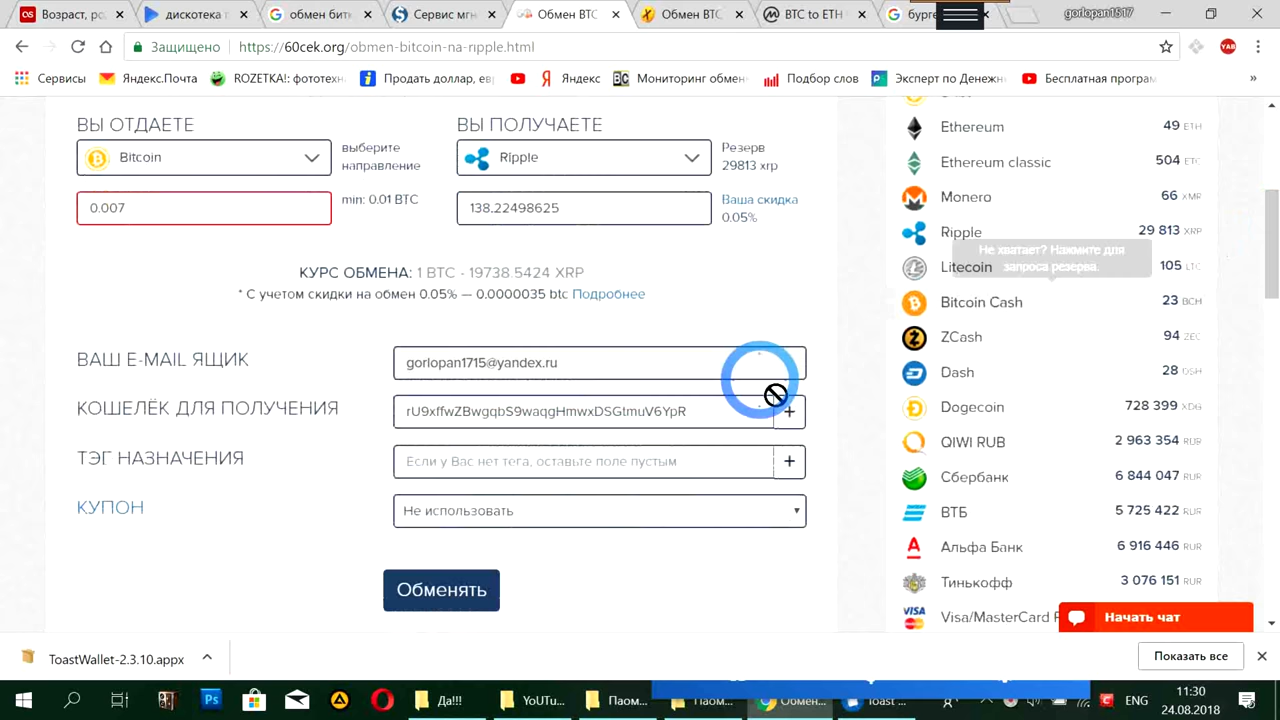 Возраст, ро
дискотека
обмен бит
Сервис мгн
Обмен BTC
Обмен BTC
BTC to ETH
бурге
gorlopan1717
Защищено
https://60cek.org/obmen-bitcoin-na-ripple.html
Сервисы
Яндекс.Почта
ROZETKA!: фототехн
Продать доллар, евр
Яндекс
Мониторинг обмен
Подбор слов
Эксперт по Денежн
Бесплатная програм
ВЫ ОТДАЕТЕ
Bitcoin
выберите
направление
ВЫ ПОЛУЧАЕТЕ
Ripple
Резерв
29813 xrp
0.007
min: 0.01 BTC
138.22498625
Ваша скидка
0.05%
КУРС ОБМЕНА: 1 BTC - 19738.5424 XRP
* С учетом скидки на обмен 0.05% — 0.0000035 btc Подробнее
ВАШ E-MAIL ЯЩИК
gorlopan1715@yandex.ru
КОШЕЛЁК ДЛЯ ПОЛУЧЕНИЯ
rU9xffwZBwgqbS9waqgHmwxDSGtmuV6YpR
+
ТЭГ НАЗНАЧЕНИЯ
Если у Вас нет тега, оставьте поле пустым
+
КУПОН
Не использовать
Обменять
Ethereum 49 ETH
Ethereum classic 504 ETC
Monero 66 XMR
Ripple 29 813 XRP
Не хватает? Нажмите для
запроса резерва.
Litecoin 105 LTC
Bitcoin Cash 23 BCH
ZCash 94 ZEC
Dash 28 DSH
Dogecoin 728 399 XDG
QIWI RUB 2 963 354 RUR
Сбербанк 6 844 047 RUR
ВТБ 5 725 422 RUR
Альфа Банк 6 916 446 RUR
Тинькофф 3 076 151 RUR
Visa/MasterCard
Начать чат
ToastWallet-2.3.10.appx
Показать все
Да!!!
YoUTu...
Паом...
Паом...
Обмен...
Toast ...
ENG
11:30
24.08.2018